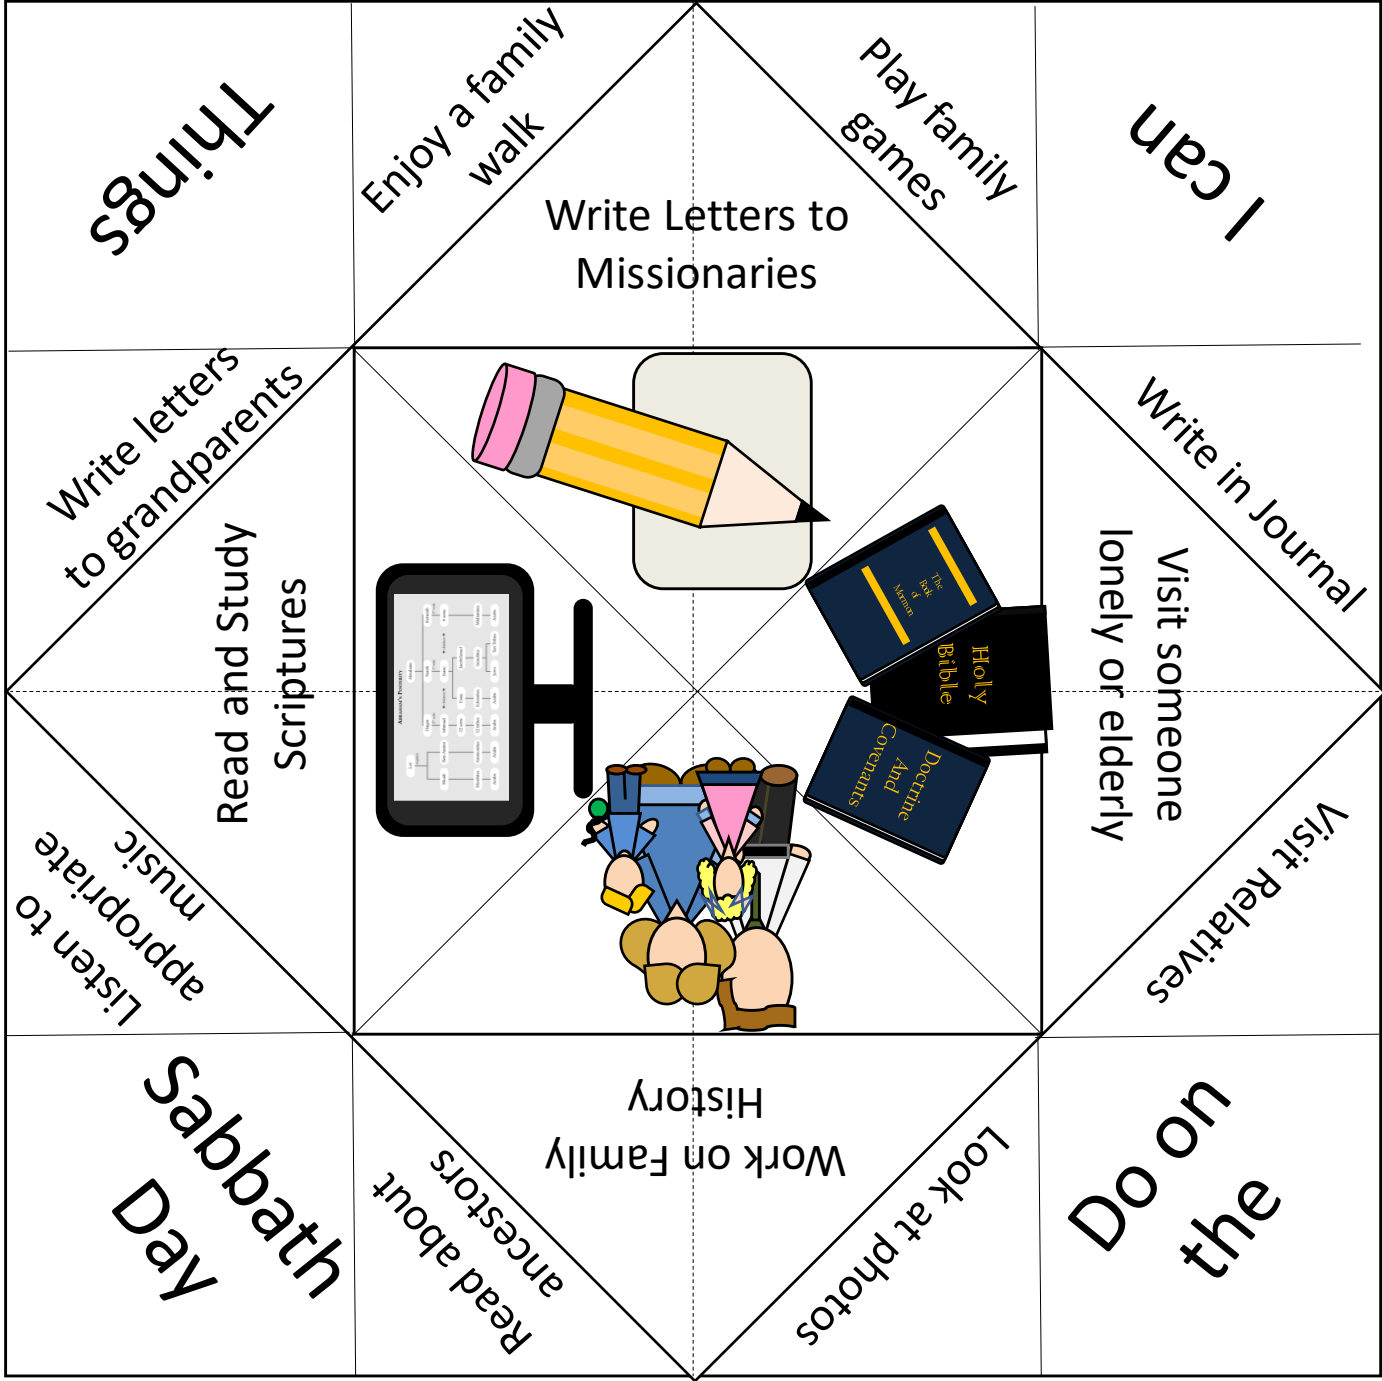 Things
I can
Do on
the
Sabbath
Day
Enjoy a family
walk
Play family
games
Write Letters to
Missionaries
Write letters
to grandparents
Write in Journal
Read and Study
Scriptures
Visit someone
lonely or elderly
The
Book
of
Mormon
Holy
Bible
Doctrine
And
Covenants
Listen to
appropriate
music
Visit Relatives
Work on Family
History
Read about
ancestors
Look at photos